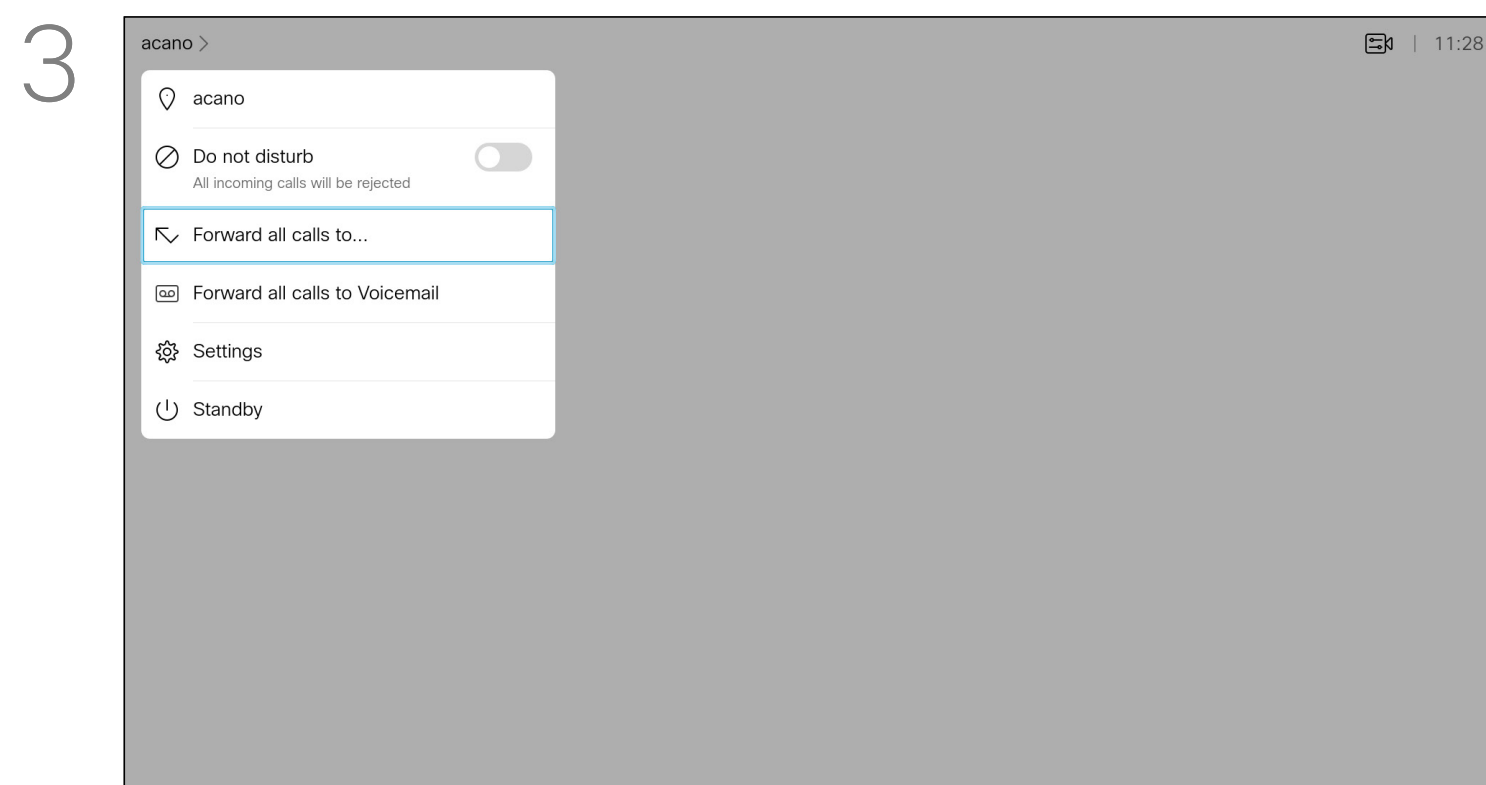 3
acano
11:28
acano
Do not disturb
All incoming calls will be rejected
Forward all calls to...
Forward all calls to Voicemail
Settings
Standby